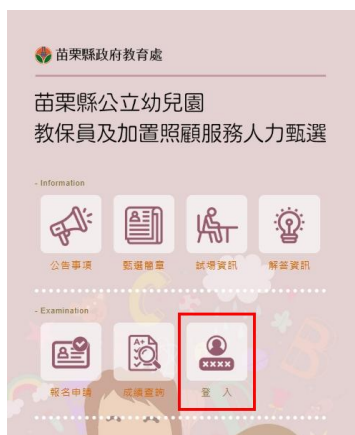 苗栗縣政府教育處
苗栗縣公立幼兒園
教保員及加置照顧服務人力甄選
- Information
公告事項 甄選簡章 試場資訊 解答資訊
- Examination
A+
報名申請 成績查詢 登 入
××××